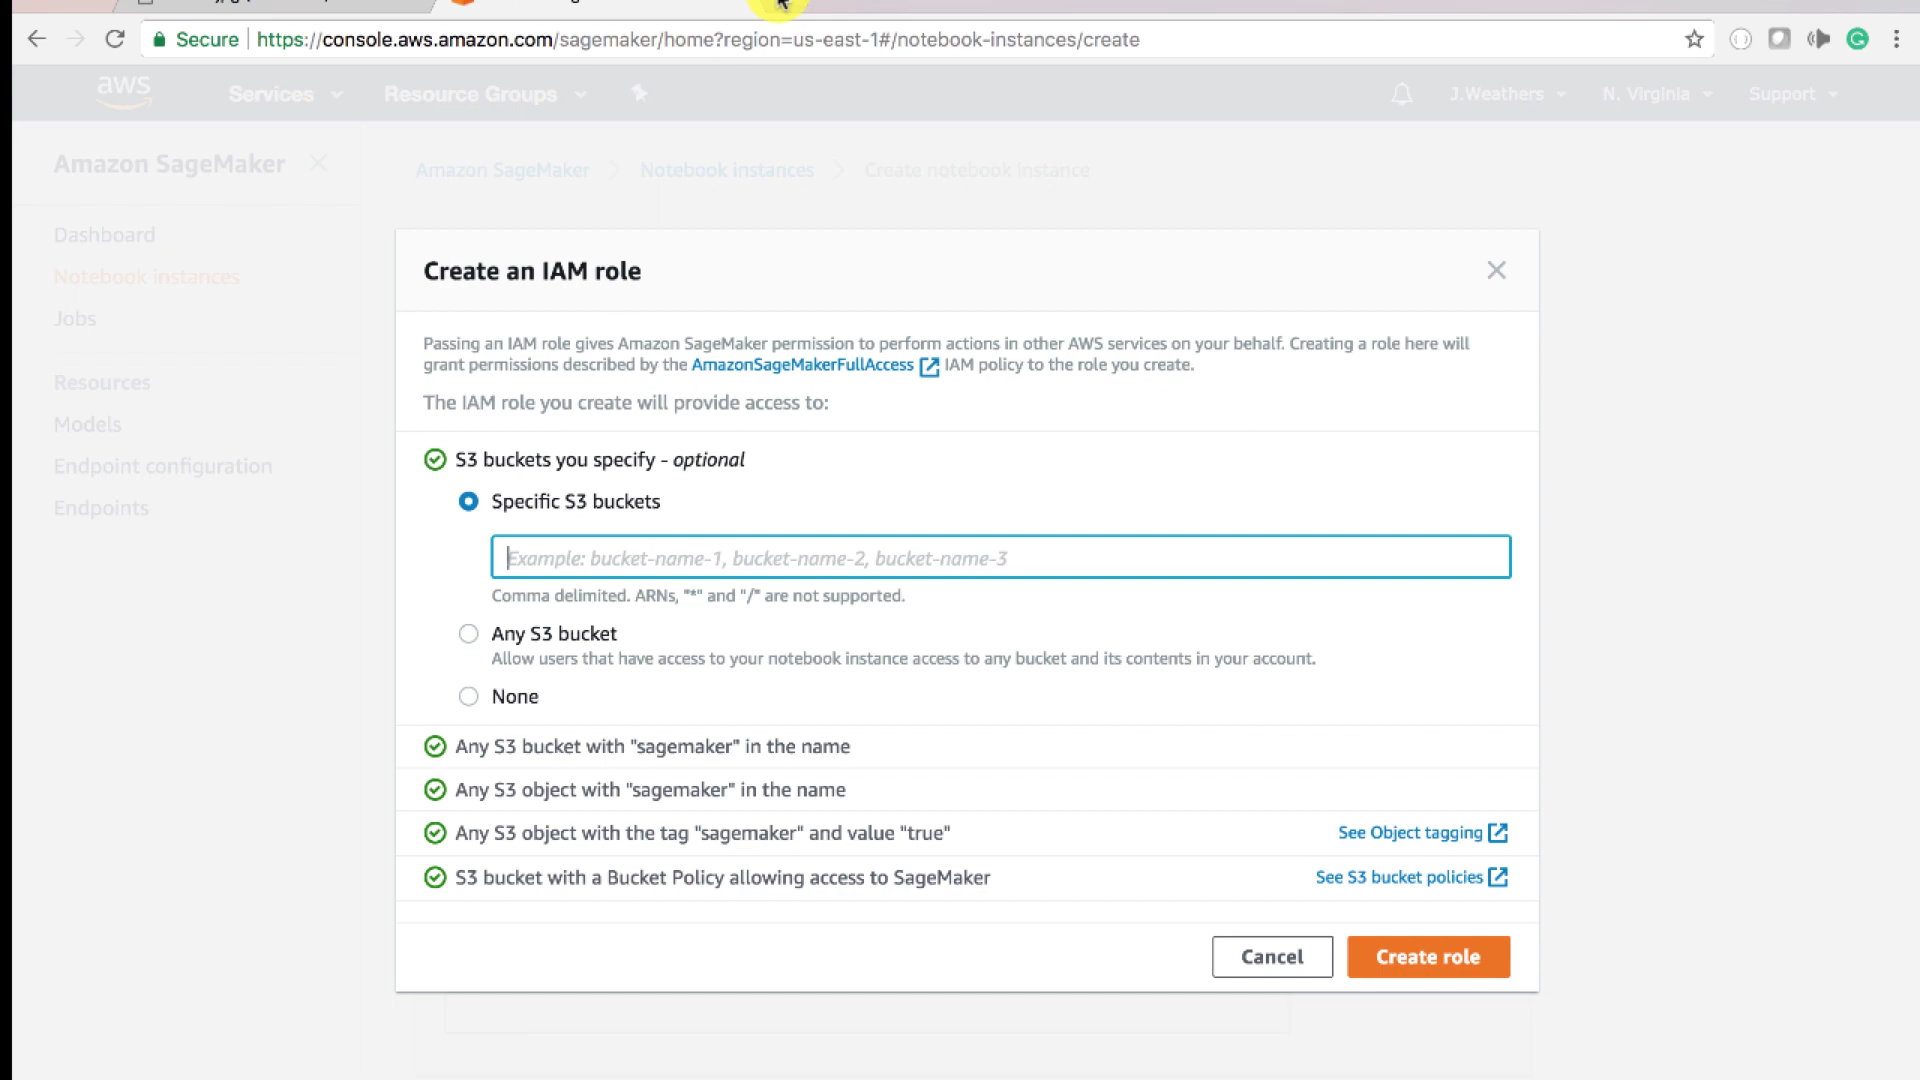 Secure
https://console.aws.amazon.com/sagemaker/home?region=us-east-1#/notebook-instances/create
aws
Services
Resource Groups
J.Weathers
N. Virginia
Support
Amazon SageMaker
Amazon SageMaker
Notebook instances
Create notebook instance
Dashboard
Notebook instances
Jobs
Resources
Models
Endpoint configuration
Endpoints
Create an IAM role
Passing an IAM role gives Amazon SageMaker permission to perform actions in other AWS services on your behalf. Creating a role here will
grant permissions described by the AmazonSageMakerFullAccess IAM policy to the role you create.
The IAM role you create will provide access to:
S3 buckets you specify - optional
Specific S3 buckets
Example: bucket-name-1, bucket-name-2, bucket-name-3
Comma delimited. ARNs, "*" and "/" are not supported.
Any S3 bucket
Allow users that have access to your notebook instance access to any bucket and its contents in your account.
None
Any S3 bucket with "sagemaker" in the name
Any S3 object with "sagemaker" in the name
Any S3 object with the tag "sagemaker" and value "true"
See Object tagging
S3 bucket with a Bucket Policy allowing access to SageMaker
See S3 bucket policies
Cancel
Create role